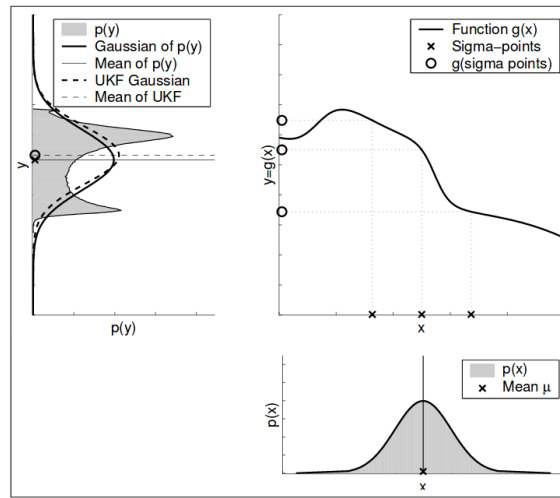 p(y)
Gaussian of p(y)
Mean of p(y)
UKF Gaussian
Mean of UKF
y
p(y)
Function g(x)
Sigma−points
g(sigma points)
y=g(x)
x
p(x)
Mean μ
p(x)
x